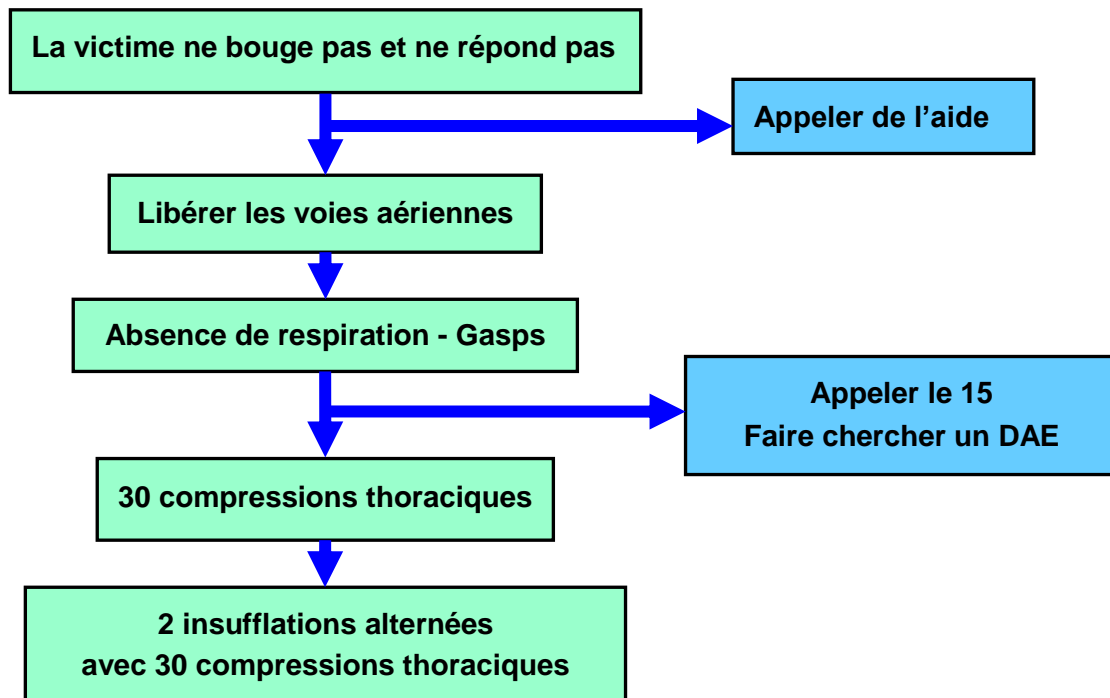 La victime ne bouge pas et ne répond pas
Appeler de l’aide
Libérer les voies aériennes
Absence de respiration - Gasps
Appeler le 15
Faire chercher un DAE
30 compressions thoraciques
2 insufflations alternées
avec 30 compressions thoraciques